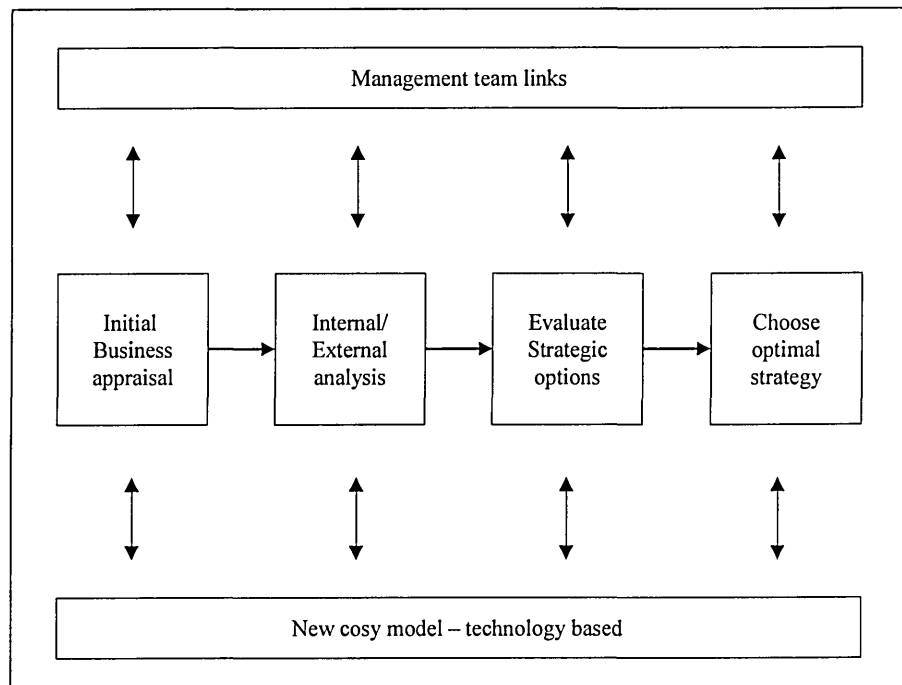 Management team links
Initial
Business
appraisal
Internal/
External
analysis
Evaluate
Strategic
options
Choose
optimal
strategy
New cosy model – technology based